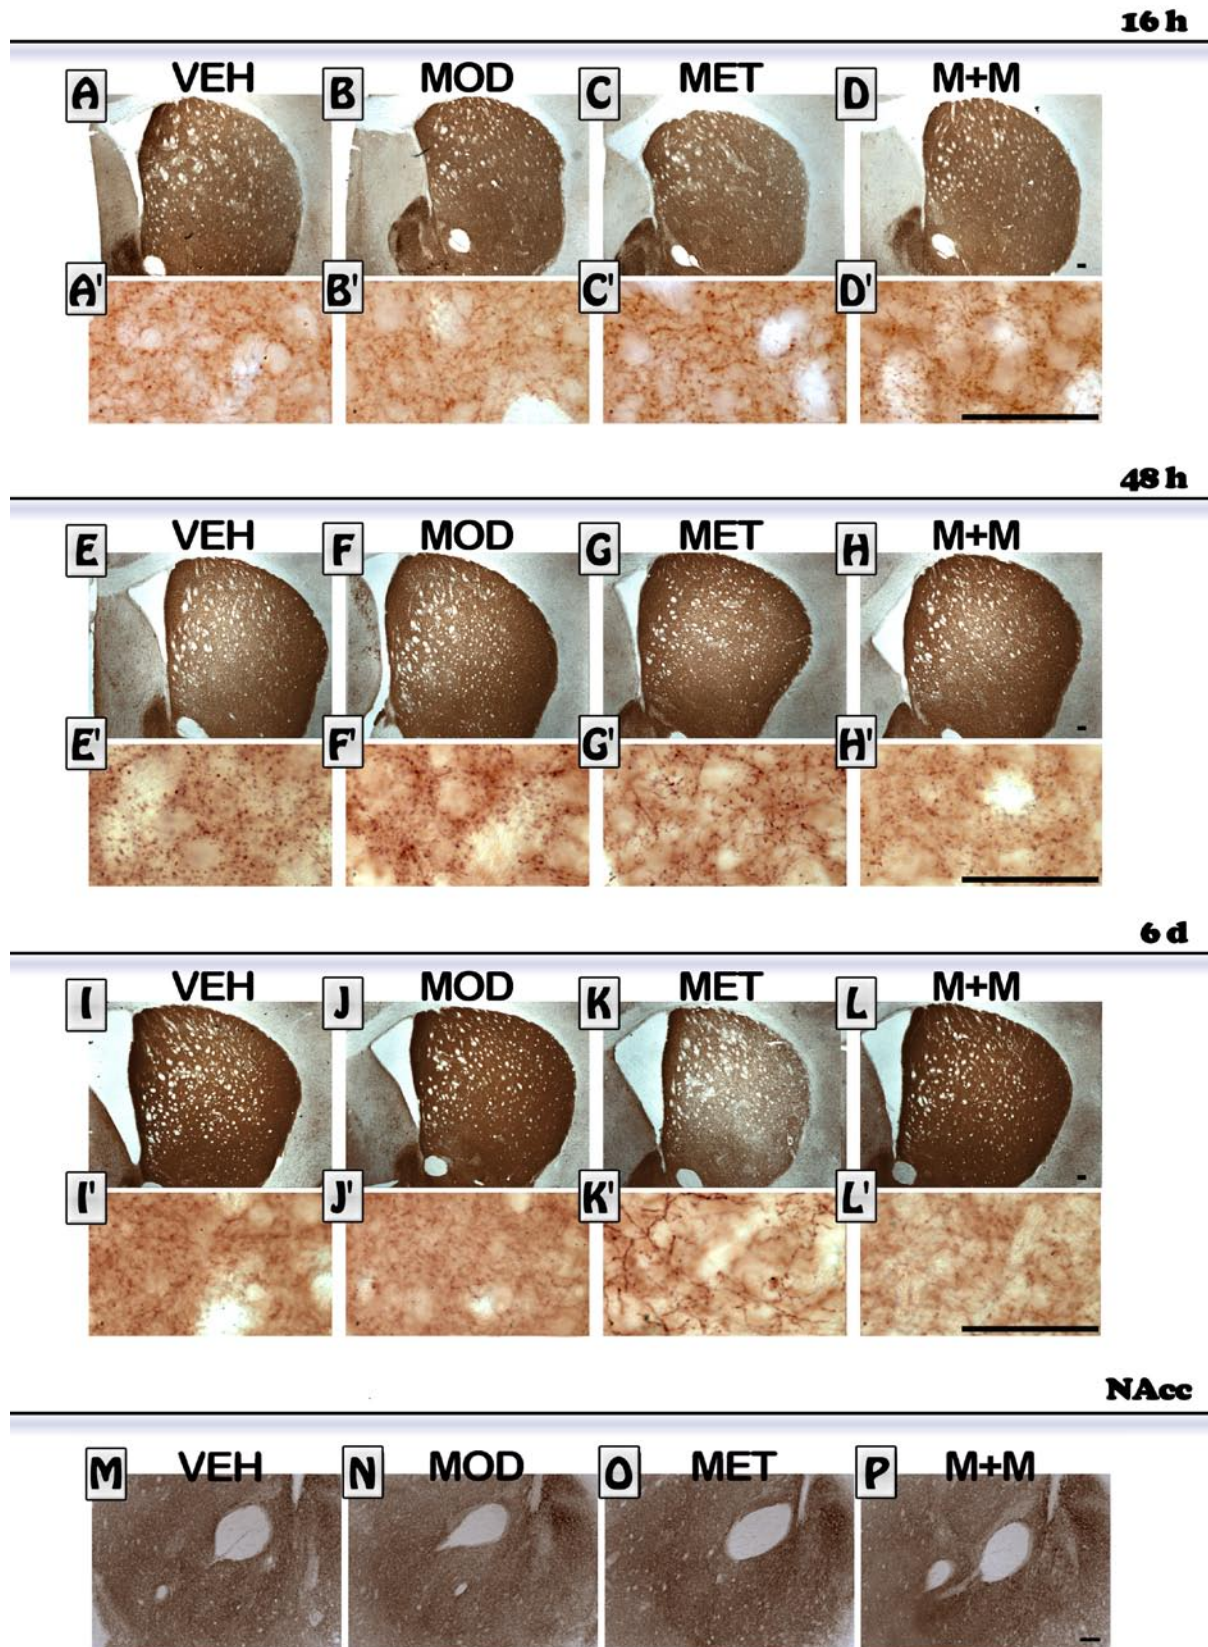 16 h
A VEH B MOD C MET D M+M
A' B' C' D'
48 h
E VEH F MOD G MET H M+M
E' F' G' H'
6 d
I VEH J MOD K MET L M+M
I' J' K' L'
NAcc
M VEH N MOD O MET P M+M